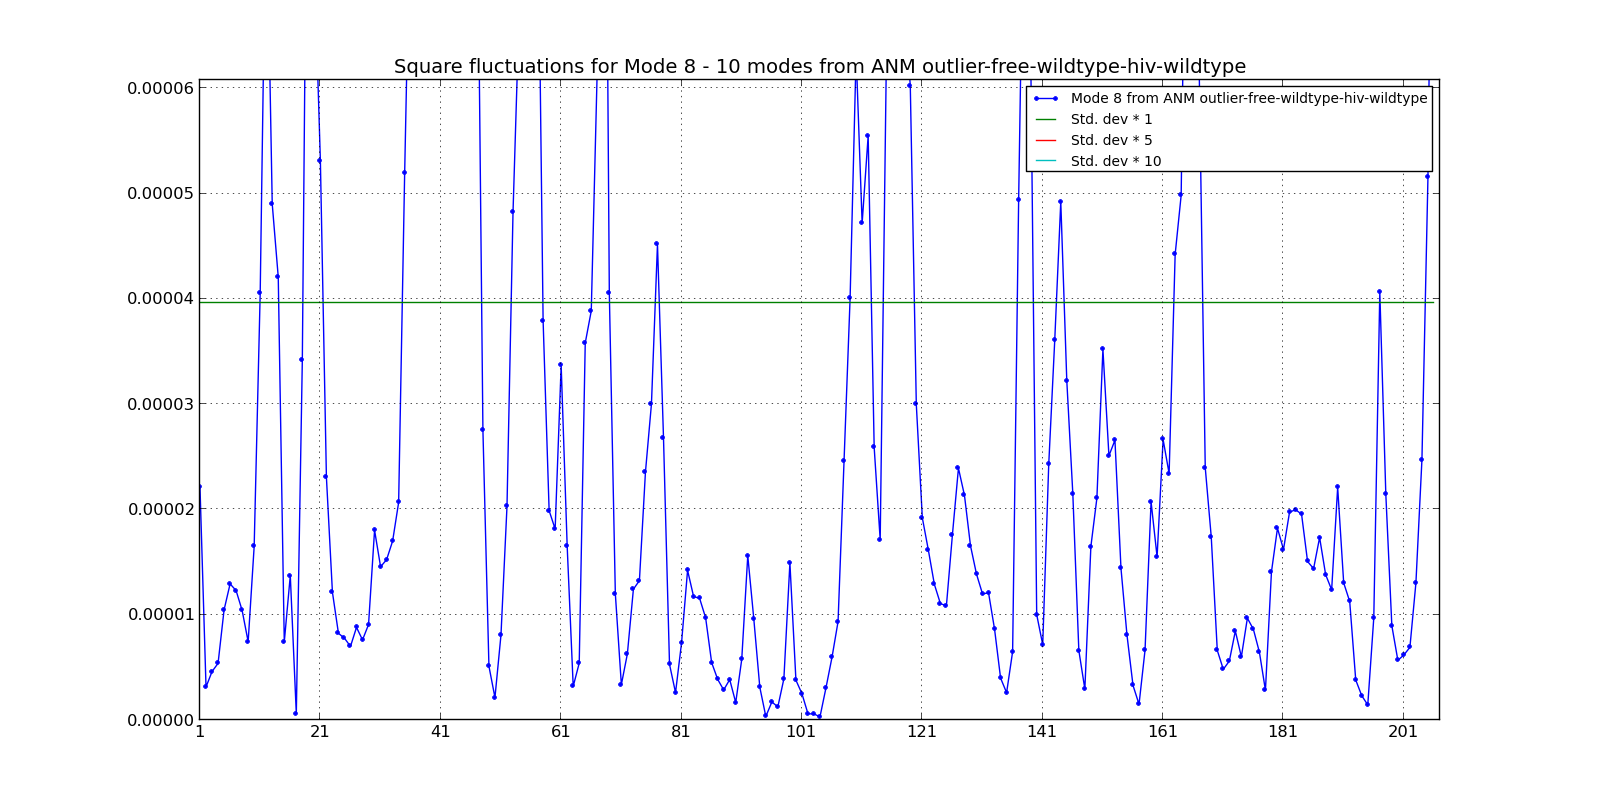 Square fluctuations for Mode 8 - 10 modes from ANM outlier-free-wildtype-hiv-wildtype
0.00006
0.00005
0.00004
0.00003
0.00002
0.00001
0.00000
Mode 8 from ANM outlier-free-wildtype-hiv-wildtype
Std. dev * 1
Std. dev * 5
Std. dev * 10
1 21 41 61 81 101 121 141 161 181 201